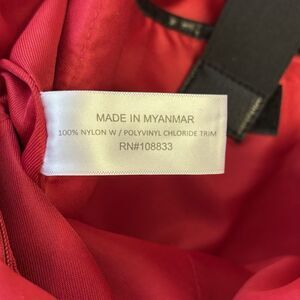 MADE IN MYANMAR
100% NYLON W / POLYVINYL CHLORIDE TRIM
RN#108833